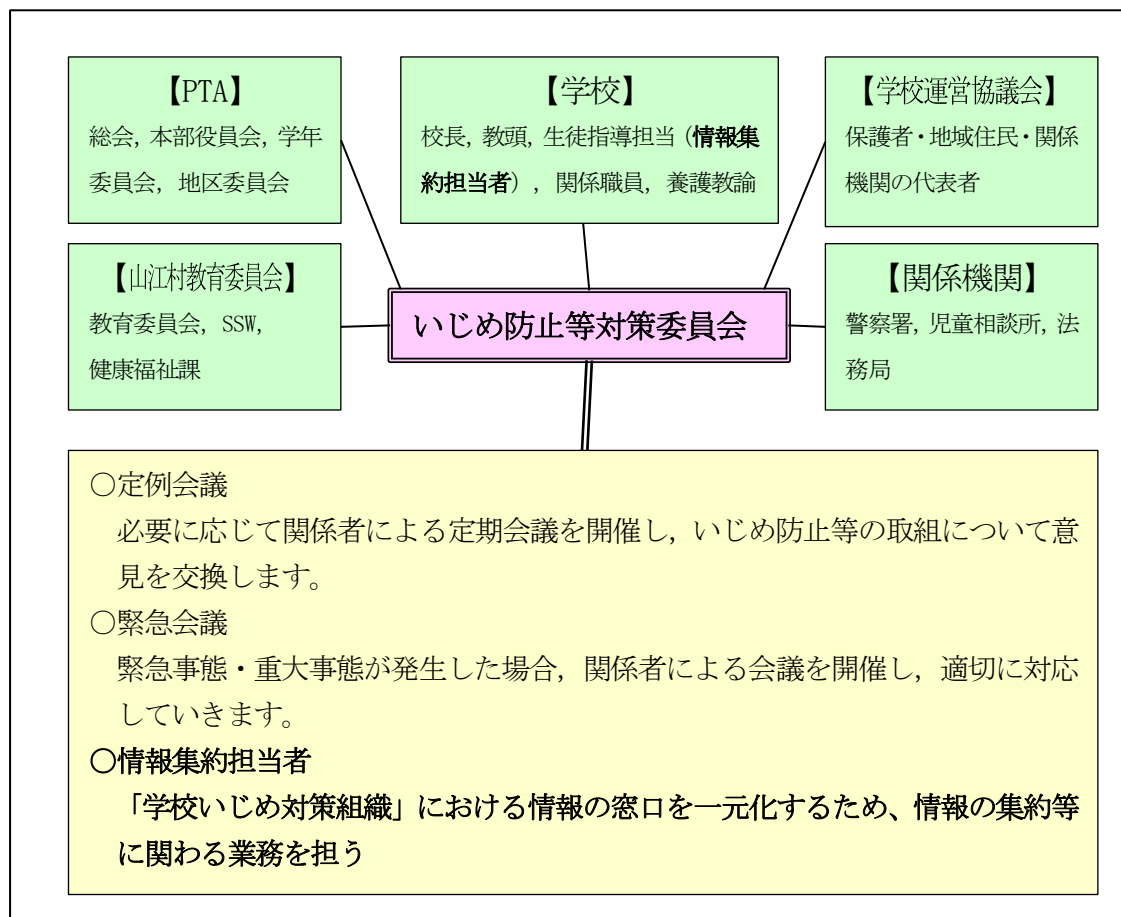 【PTA】
総会, 本部役員会, 学年
委員会, 地区委員会
【学校】
校長, 教頭, 生徒指導担当（情報集
約担当者）, 関係職員, 養護教諭
【学校運営協議会】
保護者・地域住民・関係
機関の代表者
【山江村教育委員会】
教育委員会, SSW,
健康福祉課
いじめ防止等対策委員会
【関係機関】
警察署, 児童相談所, 法
務局
○定例会議
必要に応じて関係者による定期会議を開催し, いじめ防止等の取組について意
見を交換します。
○緊急会議
緊急事態・重大事態が発生した場合, 関係者による会議を開催し, 適切に対応
していきます。
○情報集約担当者
「学校いじめ対策組織」における情報の窓口を一元化するため、情報の集約等
に関わる業務を担う